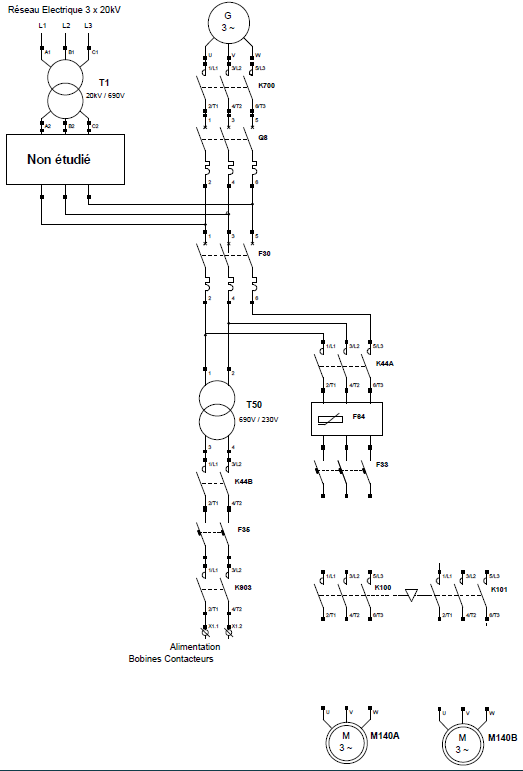 Réseau Electrique 3 x 20kV
L1 L2 L3
G
3 ~
U V W
A1 B1 C1
1/L1 3/L2 5/L3
T1
K700
20kV / 690V
2/T1 4/T2 6/T3
A2 B2 C2
1 3 5
Q8
Non étudié
2 4 6
1 3 5
F30
2 4 6
1/L1 3/L2 5/L3
K44A
1 2
2/T1 4/T2 6/T3
T50
F64
690V / 230V
3 4
1/L1 3/L2
F33
K44B
2/T1 4/T2
F35
1/L1 3/L2
K903
2/T1 4/T2
X1.1 X1.2
Alimentation
Bobines Contacteurs
1/L1 3/L2 5/L3
K100
2/T1 4/T2 6/T3
1/L1 3/L2 5/L3
K101
2/T1 4/T2 6/T3
U V W
M
3 ~
M140A
U V W
M
3 ~
M140B